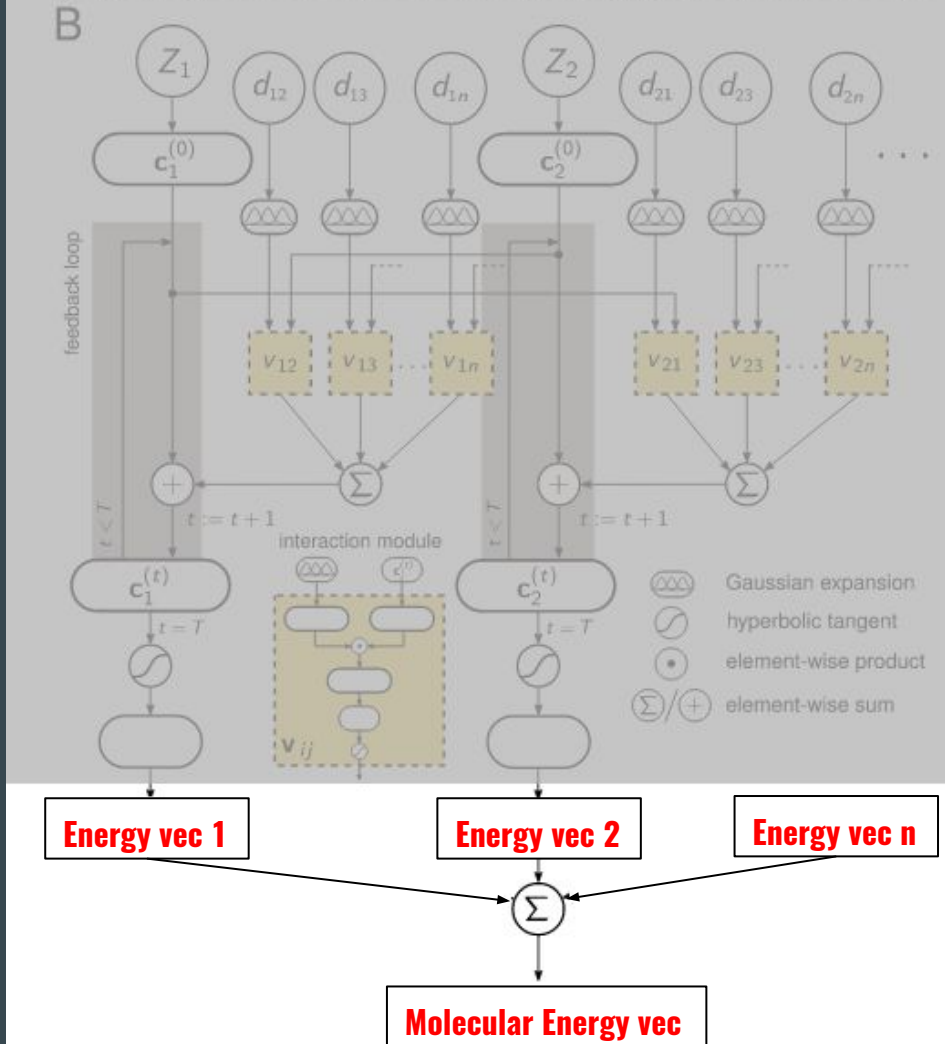 B
Z₁ d₁₂ d₁₃ d₁ₙ Z₂ d₂₁ d₂₃ d₂ₙ
c₁⁽⁰⁾ c₂⁽⁰⁾ . . .
feedback loop
v₁₂ v₁₃ . . . v₁ₙ v₂₁ v₂₃ . . . v₂ₙ
+ Σ + Σ
t < T t := t + 1 t < T t := t + 1
interaction module
c₁⁽ᵗ⁾ c₂⁽ᵗ⁾ Gaussian expansion
t = T t = T hyperbolic tangent
element-wise product
Σ/+ element-wise sum
vᵢⱼ
Energy vec 1 Energy vec 2 Energy vec n
Σ
Molecular Energy vec